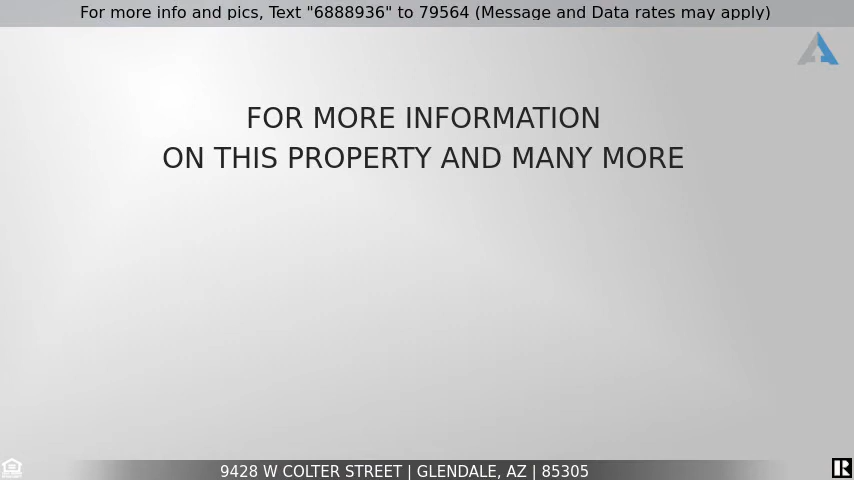 For more info and pics, Text "6888936" to 79564 (Message and Data rates may apply)
FOR MORE INFORMATION
ON THIS PROPERTY AND MANY MORE
9428 W COLTER STREET | GLENDALE, AZ | 85305